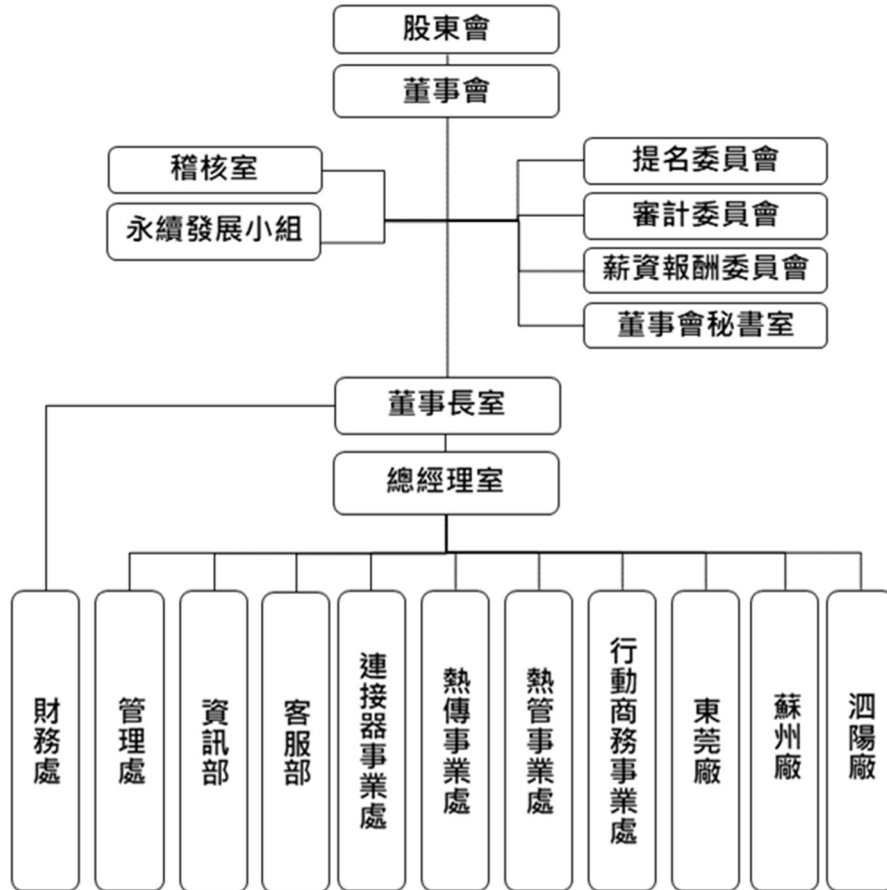 股東會
董事會
稽核室
永續發展小組
提名委員會
審計委員會
薪資報酬委員會
董事會秘書室
董事長室
總經理室
財務處
管理處
資訊部
客服部
連接器事業處
熱傳事業處
熱管事業處
行動商務事業處
東莞廠
蘇州廠
泗陽廠